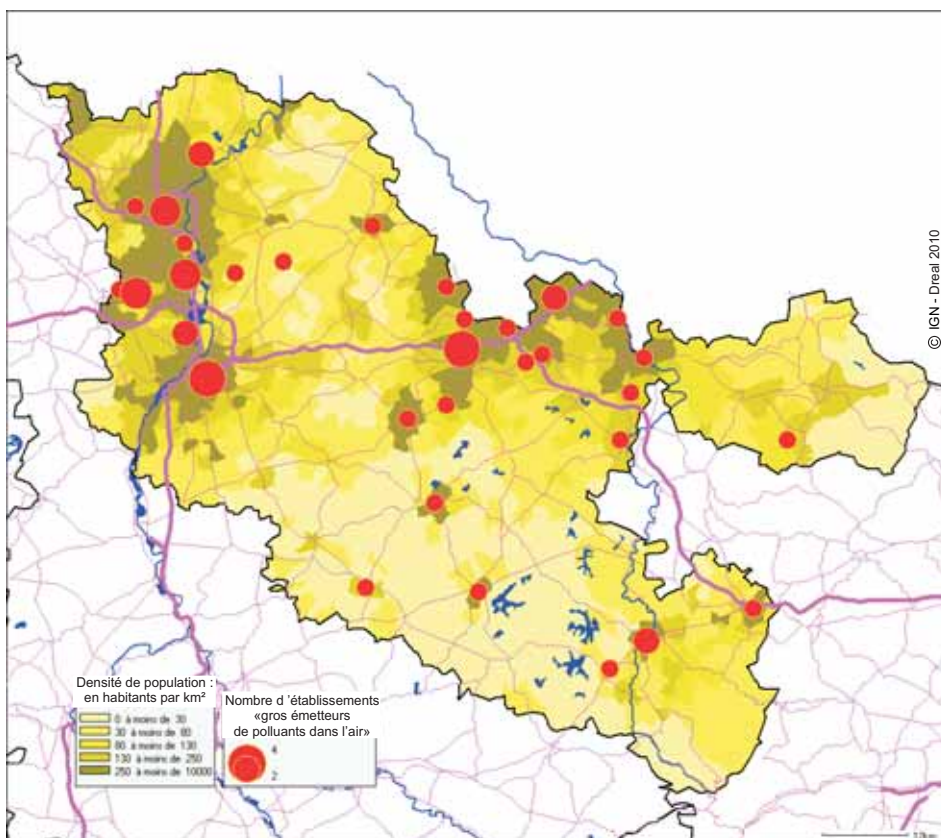 © IGN - Dreal 2010
Densité de population :
en habitants par km²
0 à moins de 30
30 à moins de 80
80 à moins de 130
130 à moins de 250
250 à moins de 10000
Nombre d 'établissements
«gros émetteurs
de polluants dans l'air»
4
2